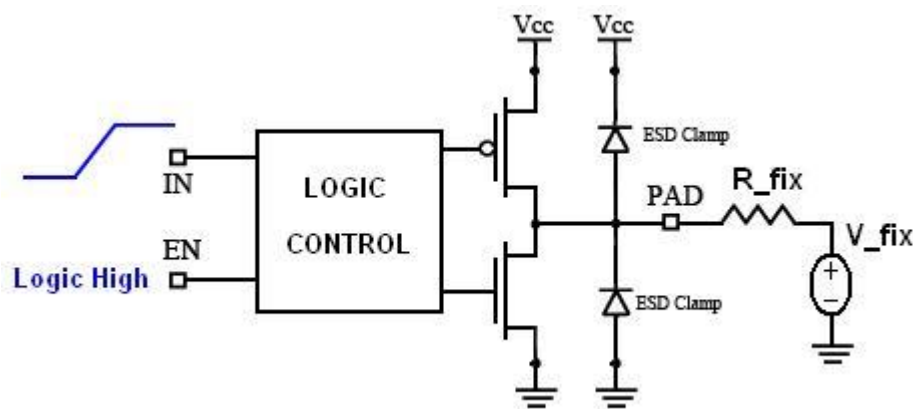 Vcc Vcc
ESD Clamp
IN
LOGIC
CONTROL
PAD
R_fix
V_fix
EN
Logic High
ESD Clamp
+
−